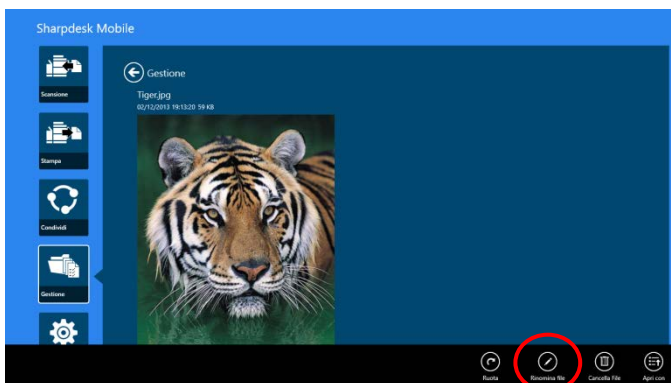 Sharpdesk Mobile
Scansione
Stampa
Condividi
Gestione
Gestione
Tiger.jpg
02/12/2013 19:13:20 59 KB
Ruota
Rinomina file
Cancella File
Apri con